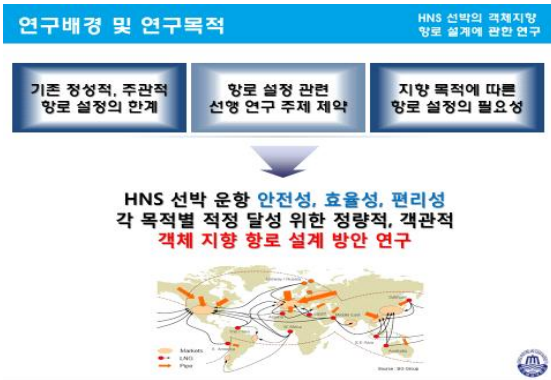 연구배경 및 연구목적
HNS 선박의 객체지향
항로 설계에 관한 연구
기존 정성적, 주관적
항로 설정의 한계
항로 설정 관련
선행 연구 주제 제약
지향 목적에 따른
항로 설정의 필요성
HNS 선박 운항 안전성, 효율성, 편리성
각 목적별 적정 달성 위한 정량적, 객관적
객체 지향 항로 설계 방안 연구
Markets
LNG
Pipe